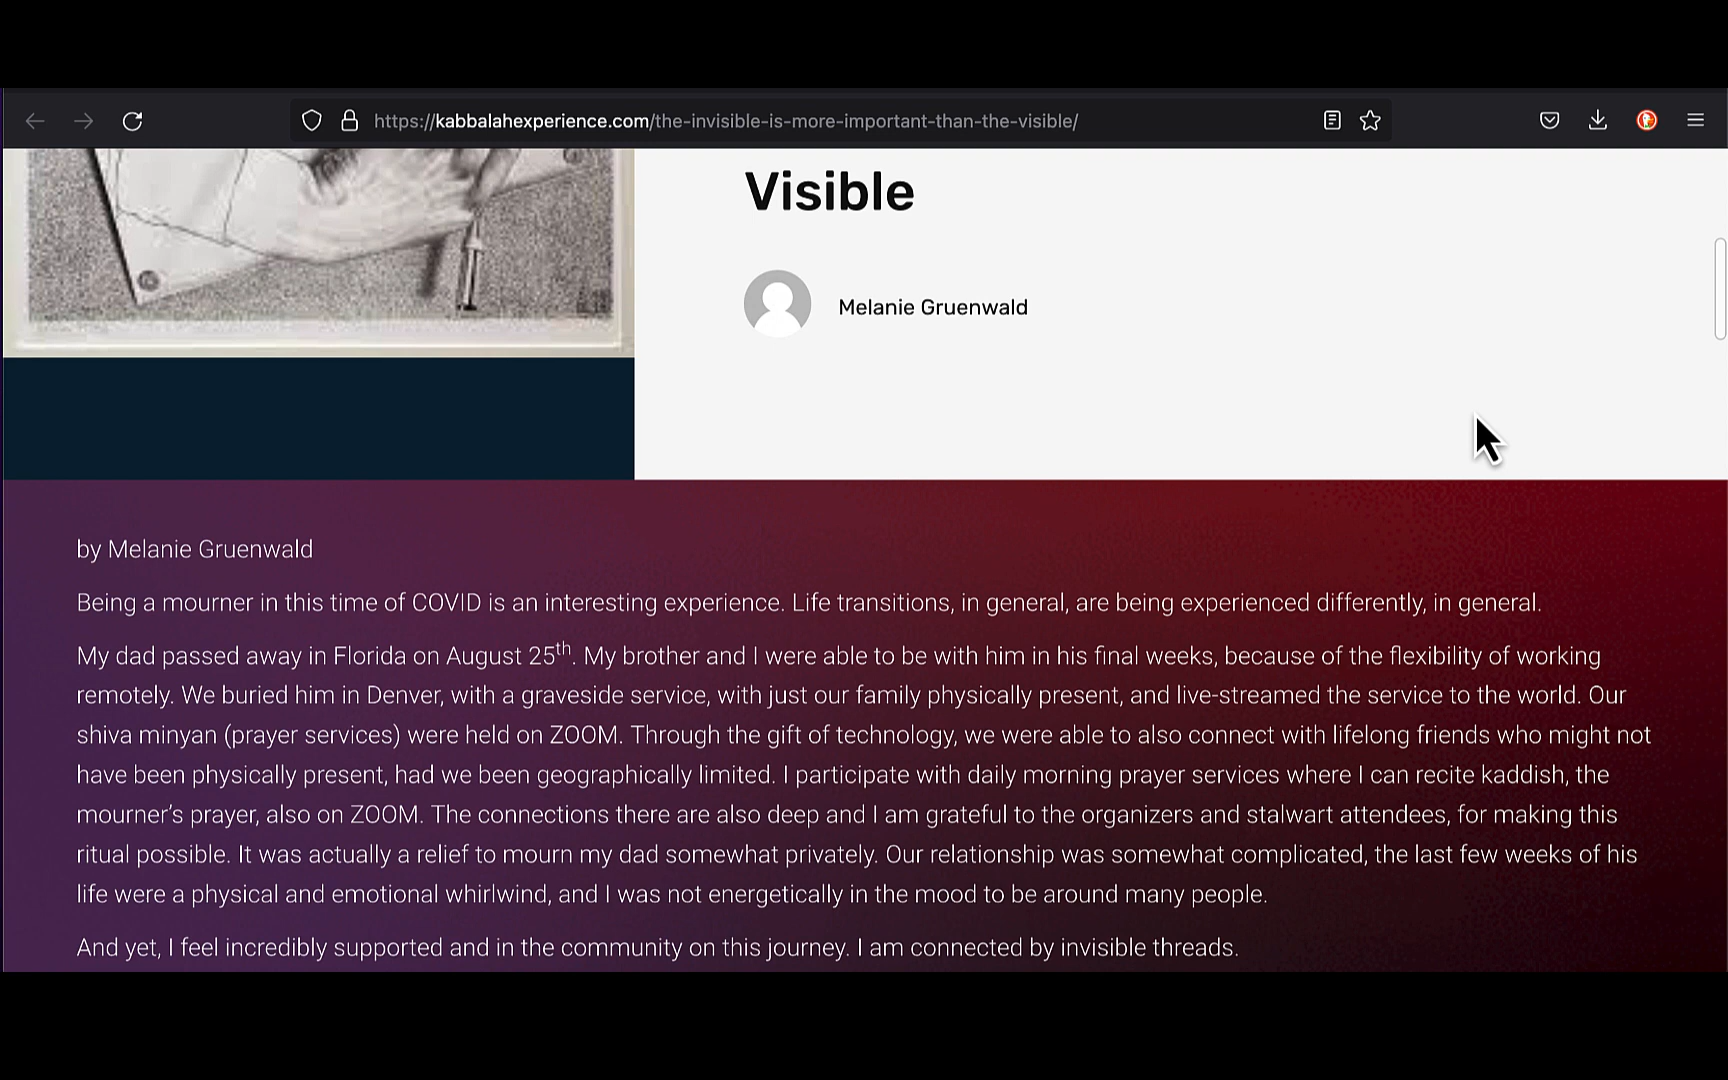 https://kabbalahexperience.com/the-invisible-is-more-important-than-the-visible/
Visible
Melanie Gruenwald
by Melanie Gruenwald
Being a mourner in this time of COVID is an interesting experience. Life transitions, in general, are being experienced differently, in general.
My dad passed away in Florida on August 25th. My brother and I were able to be with him in his final weeks, because of the flexibility of working
remotely. We buried him in Denver, with a graveside service, with just our family physically present, and live-streamed the service to the world. Our
shiva minyan (prayer services) were held on ZOOM. Through the gift of technology, we were able to also connect with lifelong friends who might not
have been physically present, had we been geographically limited. I participate with daily morning prayer services where I can recite kaddish, the
mourner’s prayer, also on ZOOM. The connections there are also deep and I am grateful to the organizers and stalwart attendees, for making this
ritual possible. It was actually a relief to mourn my dad somewhat privately. Our relationship was somewhat complicated, the last few weeks of his
life were a physical and emotional whirlwind, and I was not energetically in the mood to be around many people.
And yet, I feel incredibly supported and in the community on this journey. I am connected by invisible threads.